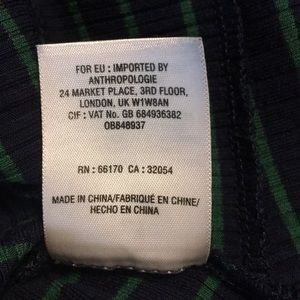 FOR EU : IMPORTED BY
ANTHROPOLOGIE
24 MARKET PLACE, 3RD FLOOR,
LONDON, UK W1W8AN
CIF : VAT No. GB 684936382
OB848937
RN : 66170 CA : 32054
MADE IN CHINA/FABRIQUÉ EN CHINE/
HECHO EN CHINA